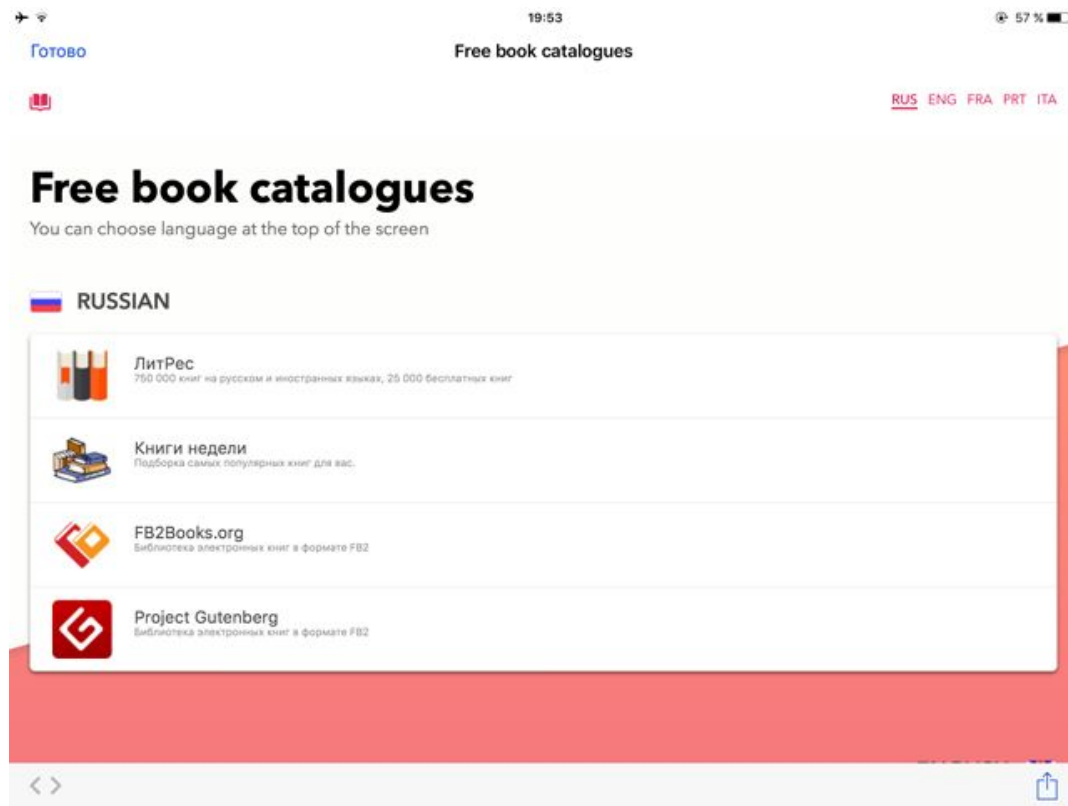 19:53
57 %
Готово
Free book catalogues
RUS ENG FRA PRT ITA
Free book catalogues
You can choose language at the top of the screen
RUSSIAN
ЛитРес
750 000 книг на русском и иностранных языках, 25 000 бесплатных книг
Книги недели
Подборка самых популярных книг для вас.
FB2Books.org
Библиотека электронных книг в формате FB2
Project Gutenberg
Библиотека электронных книг в формате FB2